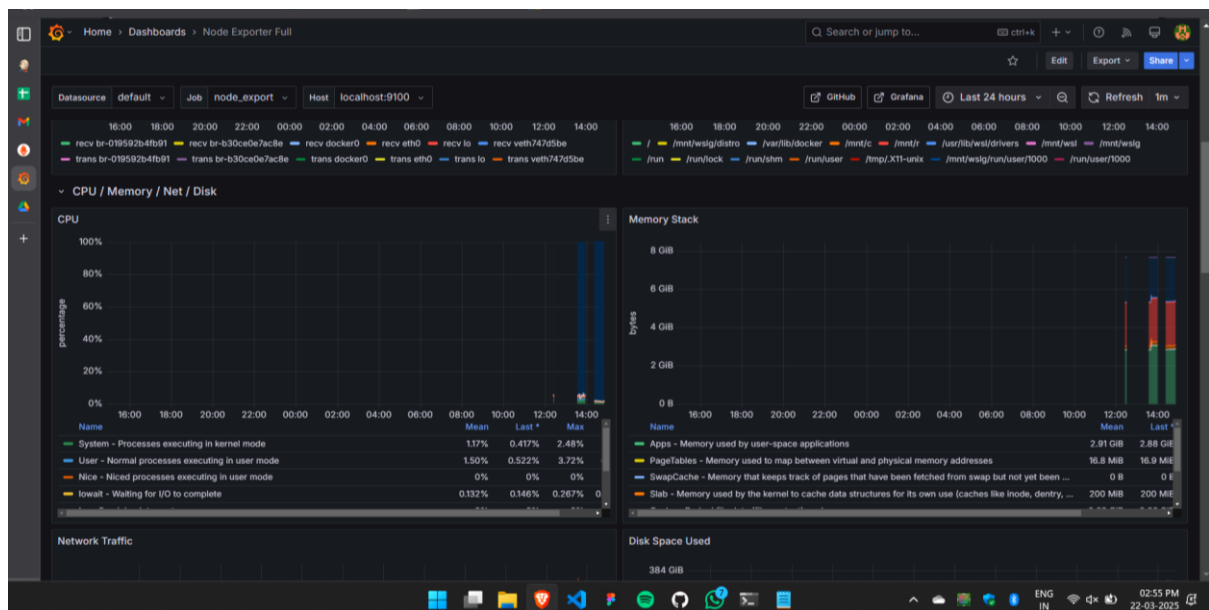 Home › Dashboards › Node Exporter Full
Search or jump to...
ctrl+k
Edit
Export
Share
Datasource default
Job node_export
Host localhost:9100
GitHub
Grafana
Last 24 hours
Refresh 1m
16:00 18:00 20:00 22:00 00:00 02:00 04:00 06:00 08:00 10:00 12:00 14:00
recv br-019592b4fb91 recv br-b30ce0e7ac8e recv docker0 recv eth0 recv lo recv veth747d5be
trans br-019592b4fb91 trans br-b30ce0e7ac8e trans docker0 trans eth0 trans lo trans veth747d5be
16:00 18:00 20:00 22:00 00:00 02:00 04:00 06:00 08:00 10:00 12:00 14:00
/ /mnt/wslg/distro /var/lib/docker /mnt/c /mnt/r /usr/lib/wsl/drivers /mnt/wsl /mnt/wslg
/run /run/lock /run/shm /run/user /tmp/.X11-unix /mnt/wslg/run/user/1000 /run/user/1000
CPU / Memory / Net / Disk
CPU
percentage
100%
80%
60%
40%
20%
0%
16:00 18:00 20:00 22:00 00:00 02:00 04:00 06:00 08:00 10:00 12:00 14:00
Name Mean Last * Max
System - Processes executing in kernel mode 1.17% 0.417% 2.48%
User - Normal processes executing in user mode 1.50% 0.522% 3.72%
Nice - Niced processes executing in user mode 0% 0% 0%
Iowait - Waiting for I/O to complete 0.132% 0.146% 0.267%
Memory Stack
bytes
8 GiB
6 GiB
4 GiB
2 GiB
0 B
16:00 18:00 20:00 22:00 00:00 02:00 04:00 06:00 08:00 10:00 12:00 14:00
Name Mean Last *
Apps - Memory used by user-space applications 2.91 GiB 2.88 GiB
PageTables - Memory used to map between virtual and physical memory addresses 16.8 MiB 16.9 MiB
SwapCache - Memory that keeps track of pages that have been fetched from swap but not yet been ... 0 B 0 B
Slab - Memory used by the kernel to cache data structures for its own use (caches like inode, dentry, ... 200 MiB 200 MiB
Network Traffic
Disk Space Used
384 GiB
ENG
IN
02:55 PM
22-03-2025